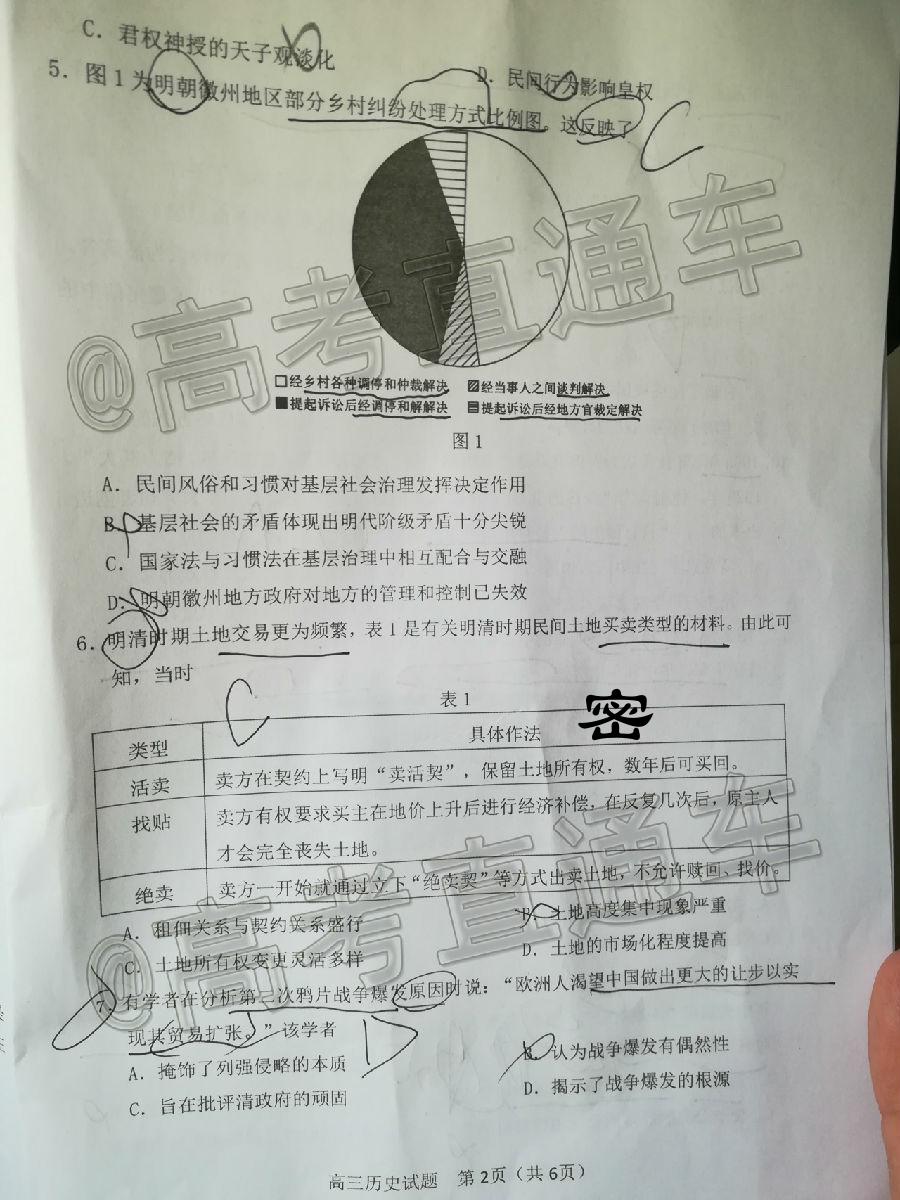 C. 君权神授的天子观淡化
D. 民间行为影响皇权
5. 图1为明朝徽州地区部分乡村纠纷处理方式比例图。这反映了
C
□经乡村各种调停和仲裁解决 ▨经当事人之间谈判解决
■提起诉讼后经调停和解解决 ▤提起诉讼后经地方官裁定解决
图1
A. 民间风俗和习惯对基层社会治理发挥决定作用
B. 基层社会的矛盾体现出明代阶级矛盾十分尖锐
C. 国家法与习惯法在基层治理中相互配合与交融
D. 明朝徽州地方政府对地方的管理和控制已失效
6. 明清时期土地交易更为频繁，表1是有关明清时期民间土地买卖类型的材料。由此可
知，当时
C
表1
密
类型 具体作法
活卖 卖方在契约上写明“卖活契”，保留土地所有权，数年后可买回。
找贴 卖方有权要求买主在地价上升后进行经济补偿，在反复几次后，原主人
才会完全丧失土地。
绝卖 卖方一开始就通过立下“绝卖契”等方式出卖土地，不允许赎回、找价。
A. 租佃关系与契约关系盛行 B. 土地高度集中现象严重
C. 土地所有权变更灵活多样 D. 土地的市场化程度提高
7. 有学者在分析第二次鸦片战争爆发原因时说：“欧洲人渴望中国做出更大的让步以实
现其贸易扩张。”该学者
D
A. 掩饰了列强侵略的本质 B. 认为战争爆发有偶然性
C. 旨在批评清政府的顽固 D. 揭示了战争爆发的根源
高三历史试题 第2页（共6页）
@高考直通车
@高考直通车